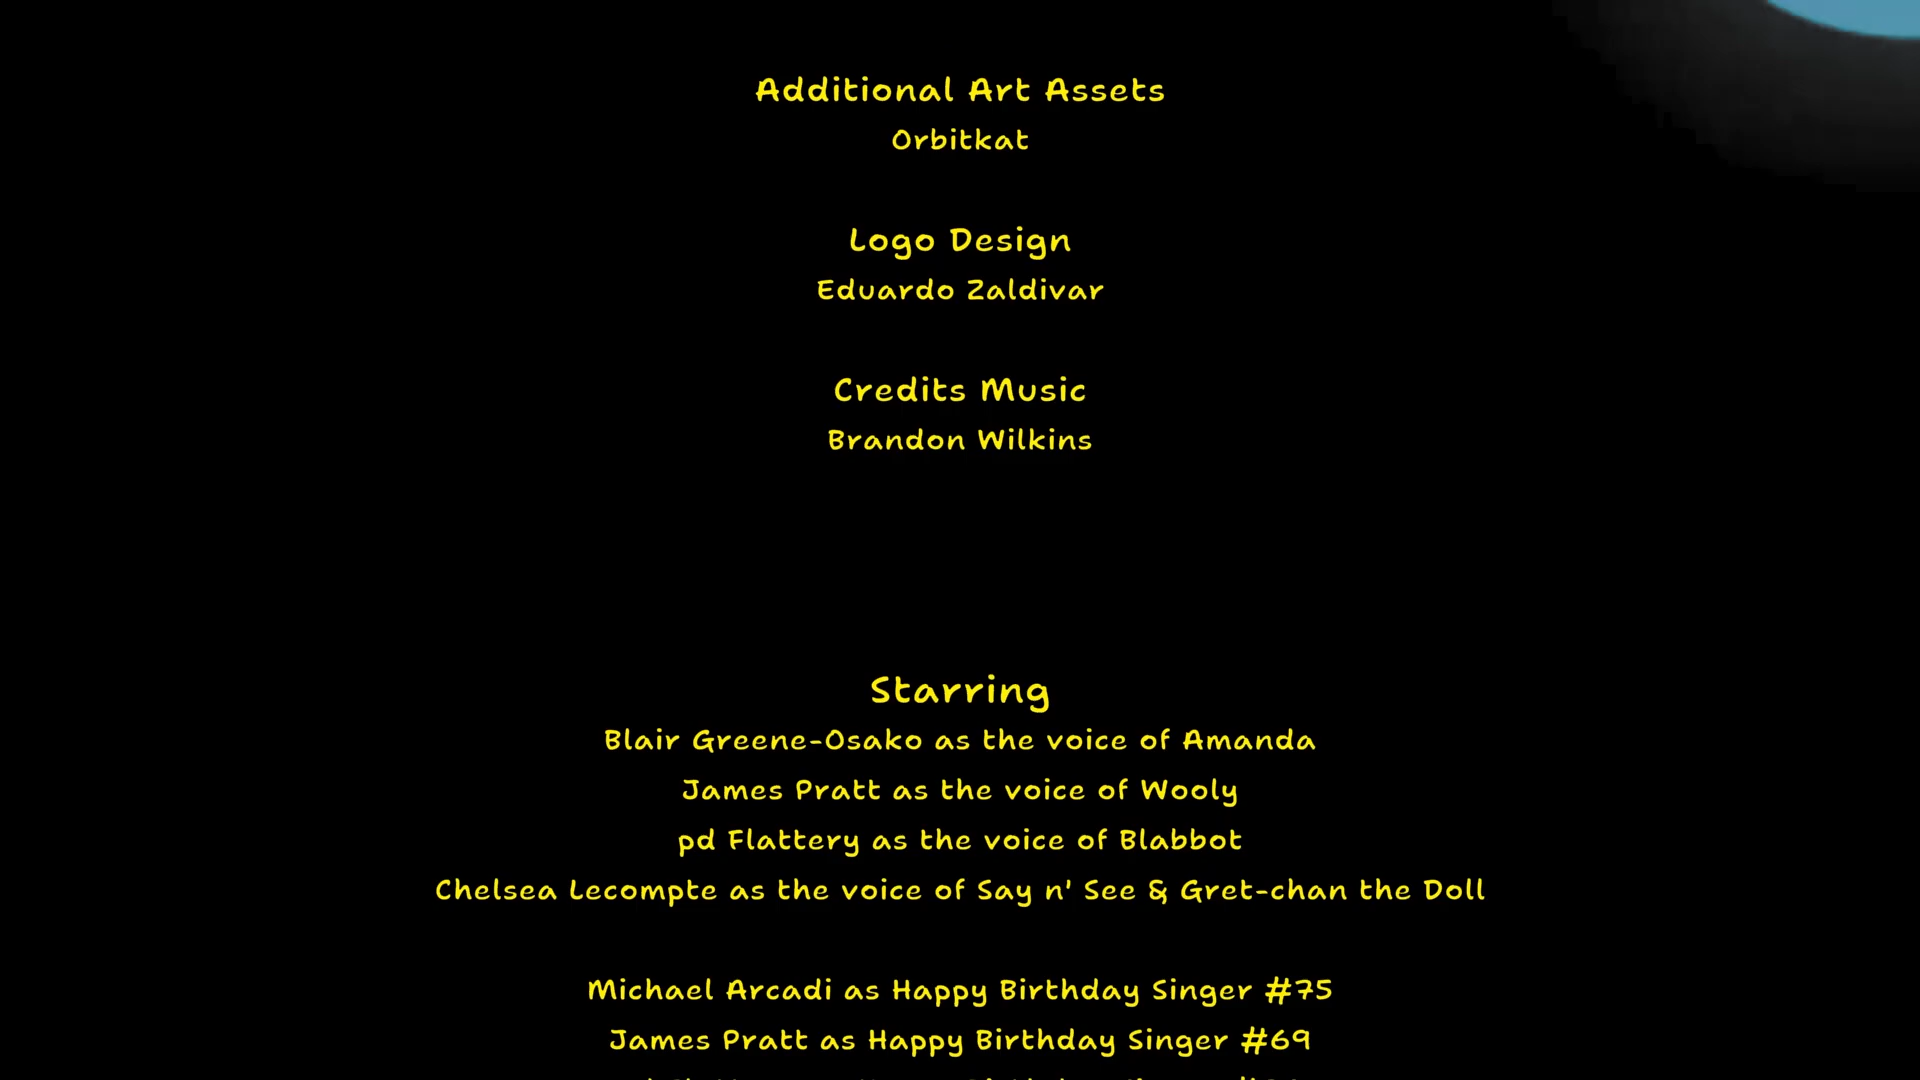 Additional Art Assets
Orbitkat
Logo Design
Eduardo Zaldivar
Credits Music
Brandon Wilkins
Starring
Blair Greene-Osako as the voice of Amanda
James Pratt as the voice of Wooly
pd Flattery as the voice of Blabbot
Chelsea Lecompte as the voice of Say n' See & Gret-chan the Doll
Michael Arcadi as Happy Birthday Singer #75
James Pratt as Happy Birthday Singer #69